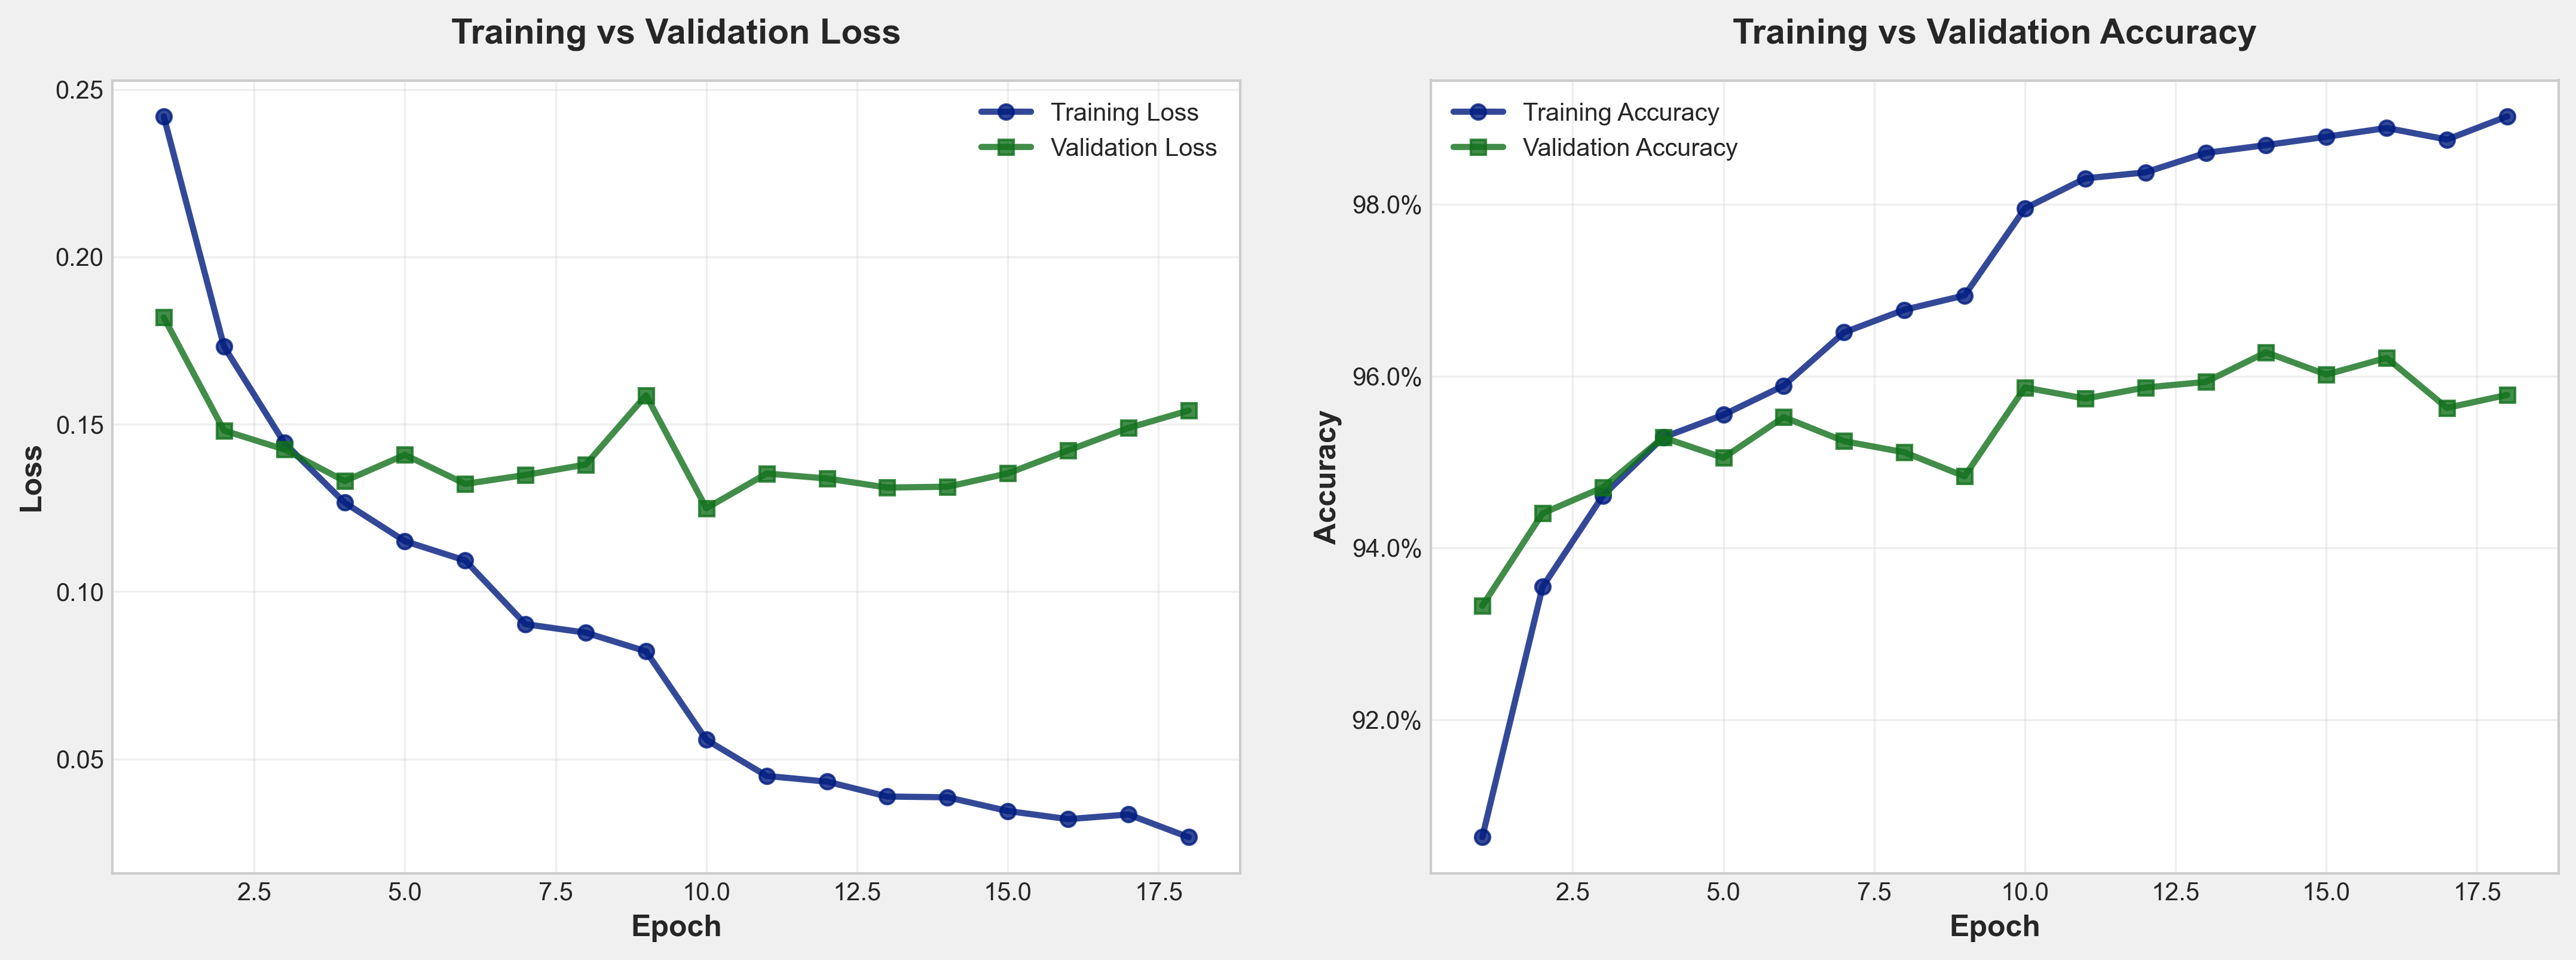 Training vs Validation Loss
Training Loss
Validation Loss
0.25
0.20
0.15
0.10
0.05
Loss
2.5 5.0 7.5 10.0 12.5 15.0 17.5
Epoch
Training vs Validation Accuracy
Training Accuracy
Validation Accuracy
98.0%
96.0%
94.0%
92.0%
Accuracy
2.5 5.0 7.5 10.0 12.5 15.0 17.5
Epoch